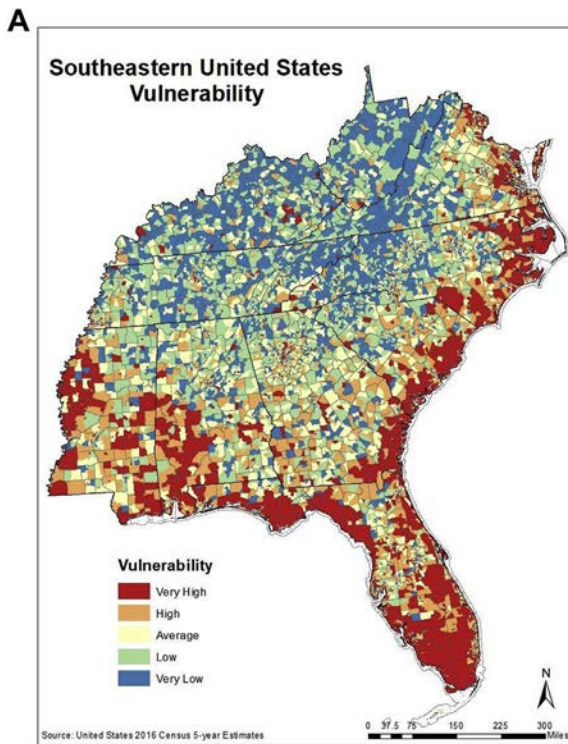 A
Southeastern United States
Vulnerability
Vulnerability
Very High
High
Average
Low
Very Low
N
0 37.5 75 150 225 300
Miles
Source: United States 2016 Census 5-year Estimates